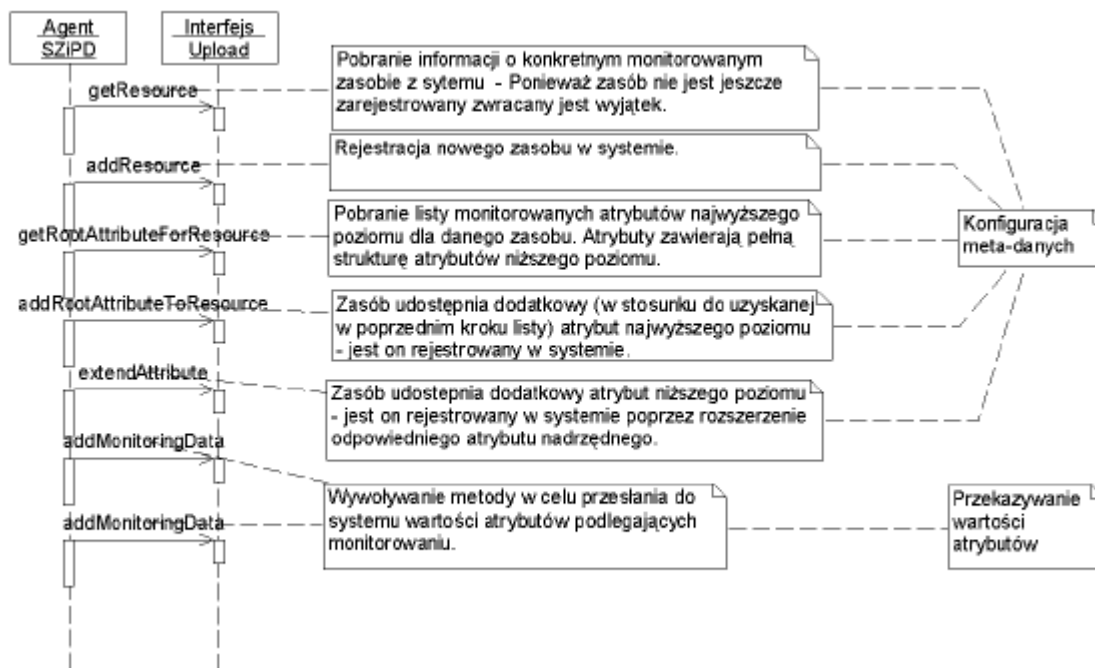 Agent
SZiPD
Interfejs
Upload
getResource
Pobranie informacji o konkretnym monitorowanym
zasobie z sytemu - Ponieważ zasób nie jest jeszcze
zarejestrowany zwracany jest wyjątek.
addResource
Rejestracja nowego zasobu w systemie.
getRootAttributeForResource
Pobranie listy monitorowanych atrybutów najwyższego
poziomu dla danego zasobu. Atrybuty zawierają pełną
strukturę atrybutów niższego poziomu.
Konfiguracja
meta-danych
addRootAttributeToResource
Zasób udostępnia dodatkowy (w stosunku do uzyskanej
w poprzednim kroku listy) atrybut najwyższego poziomu
- jest on rejestrowany w systemie.
extendAttribute
Zasób udostepnia dodatkowy atrybut niższego poziomu
- jest on rejestrowany w systemie poprzez rozszerzenie
odpowiedniego atrybutu nadrzędnego.
addMonitoringData
addMonitoringData
Wywoływanie metody w celu przesłania do
systemu wartości atrybutów podlegających
monitorowaniu.
Przekazywanie
wartości
atrybutów